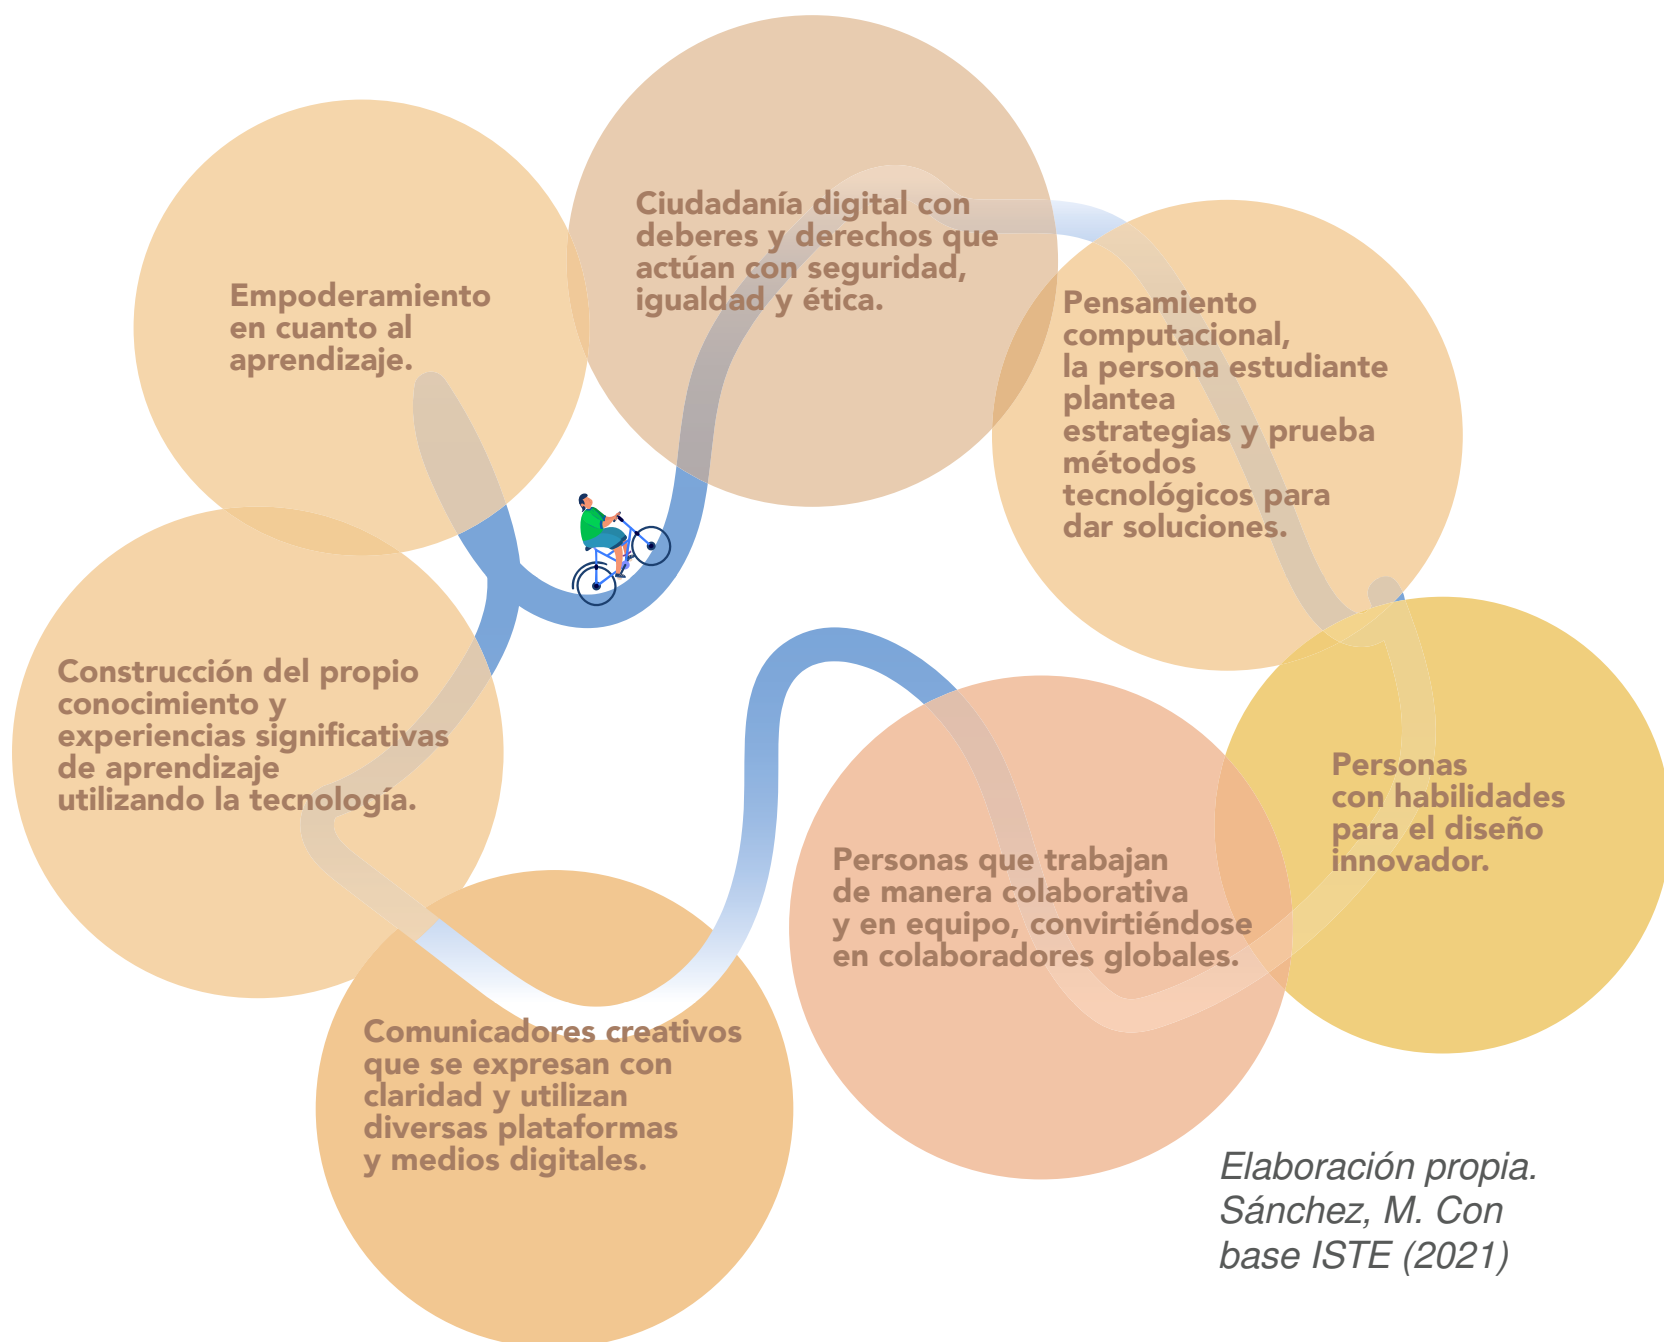 Empoderamiento
en cuanto al
aprendizaje.
Ciudadanía digital con
deberes y derechos que
actúan con seguridad,
igualdad y ética.
Pensamiento
computacional,
la persona estudiante
plantea
estrategias y prueba
métodos
tecnológicos para
dar soluciones.
Personas
con habilidades
para el diseño
innovador.
Personas que trabajan
de manera colaborativa
y en equipo, convirtiéndose
en colaboradores globales.
Comunicadores creativos
que se expresan con
claridad y utilizan
diversas plataformas
y medios digitales.
Construcción del propio
conocimiento y
experiencias significativas
de aprendizaje
utilizando la tecnología.
Elaboración propia.
Sánchez, M. Con
base ISTE (2021)